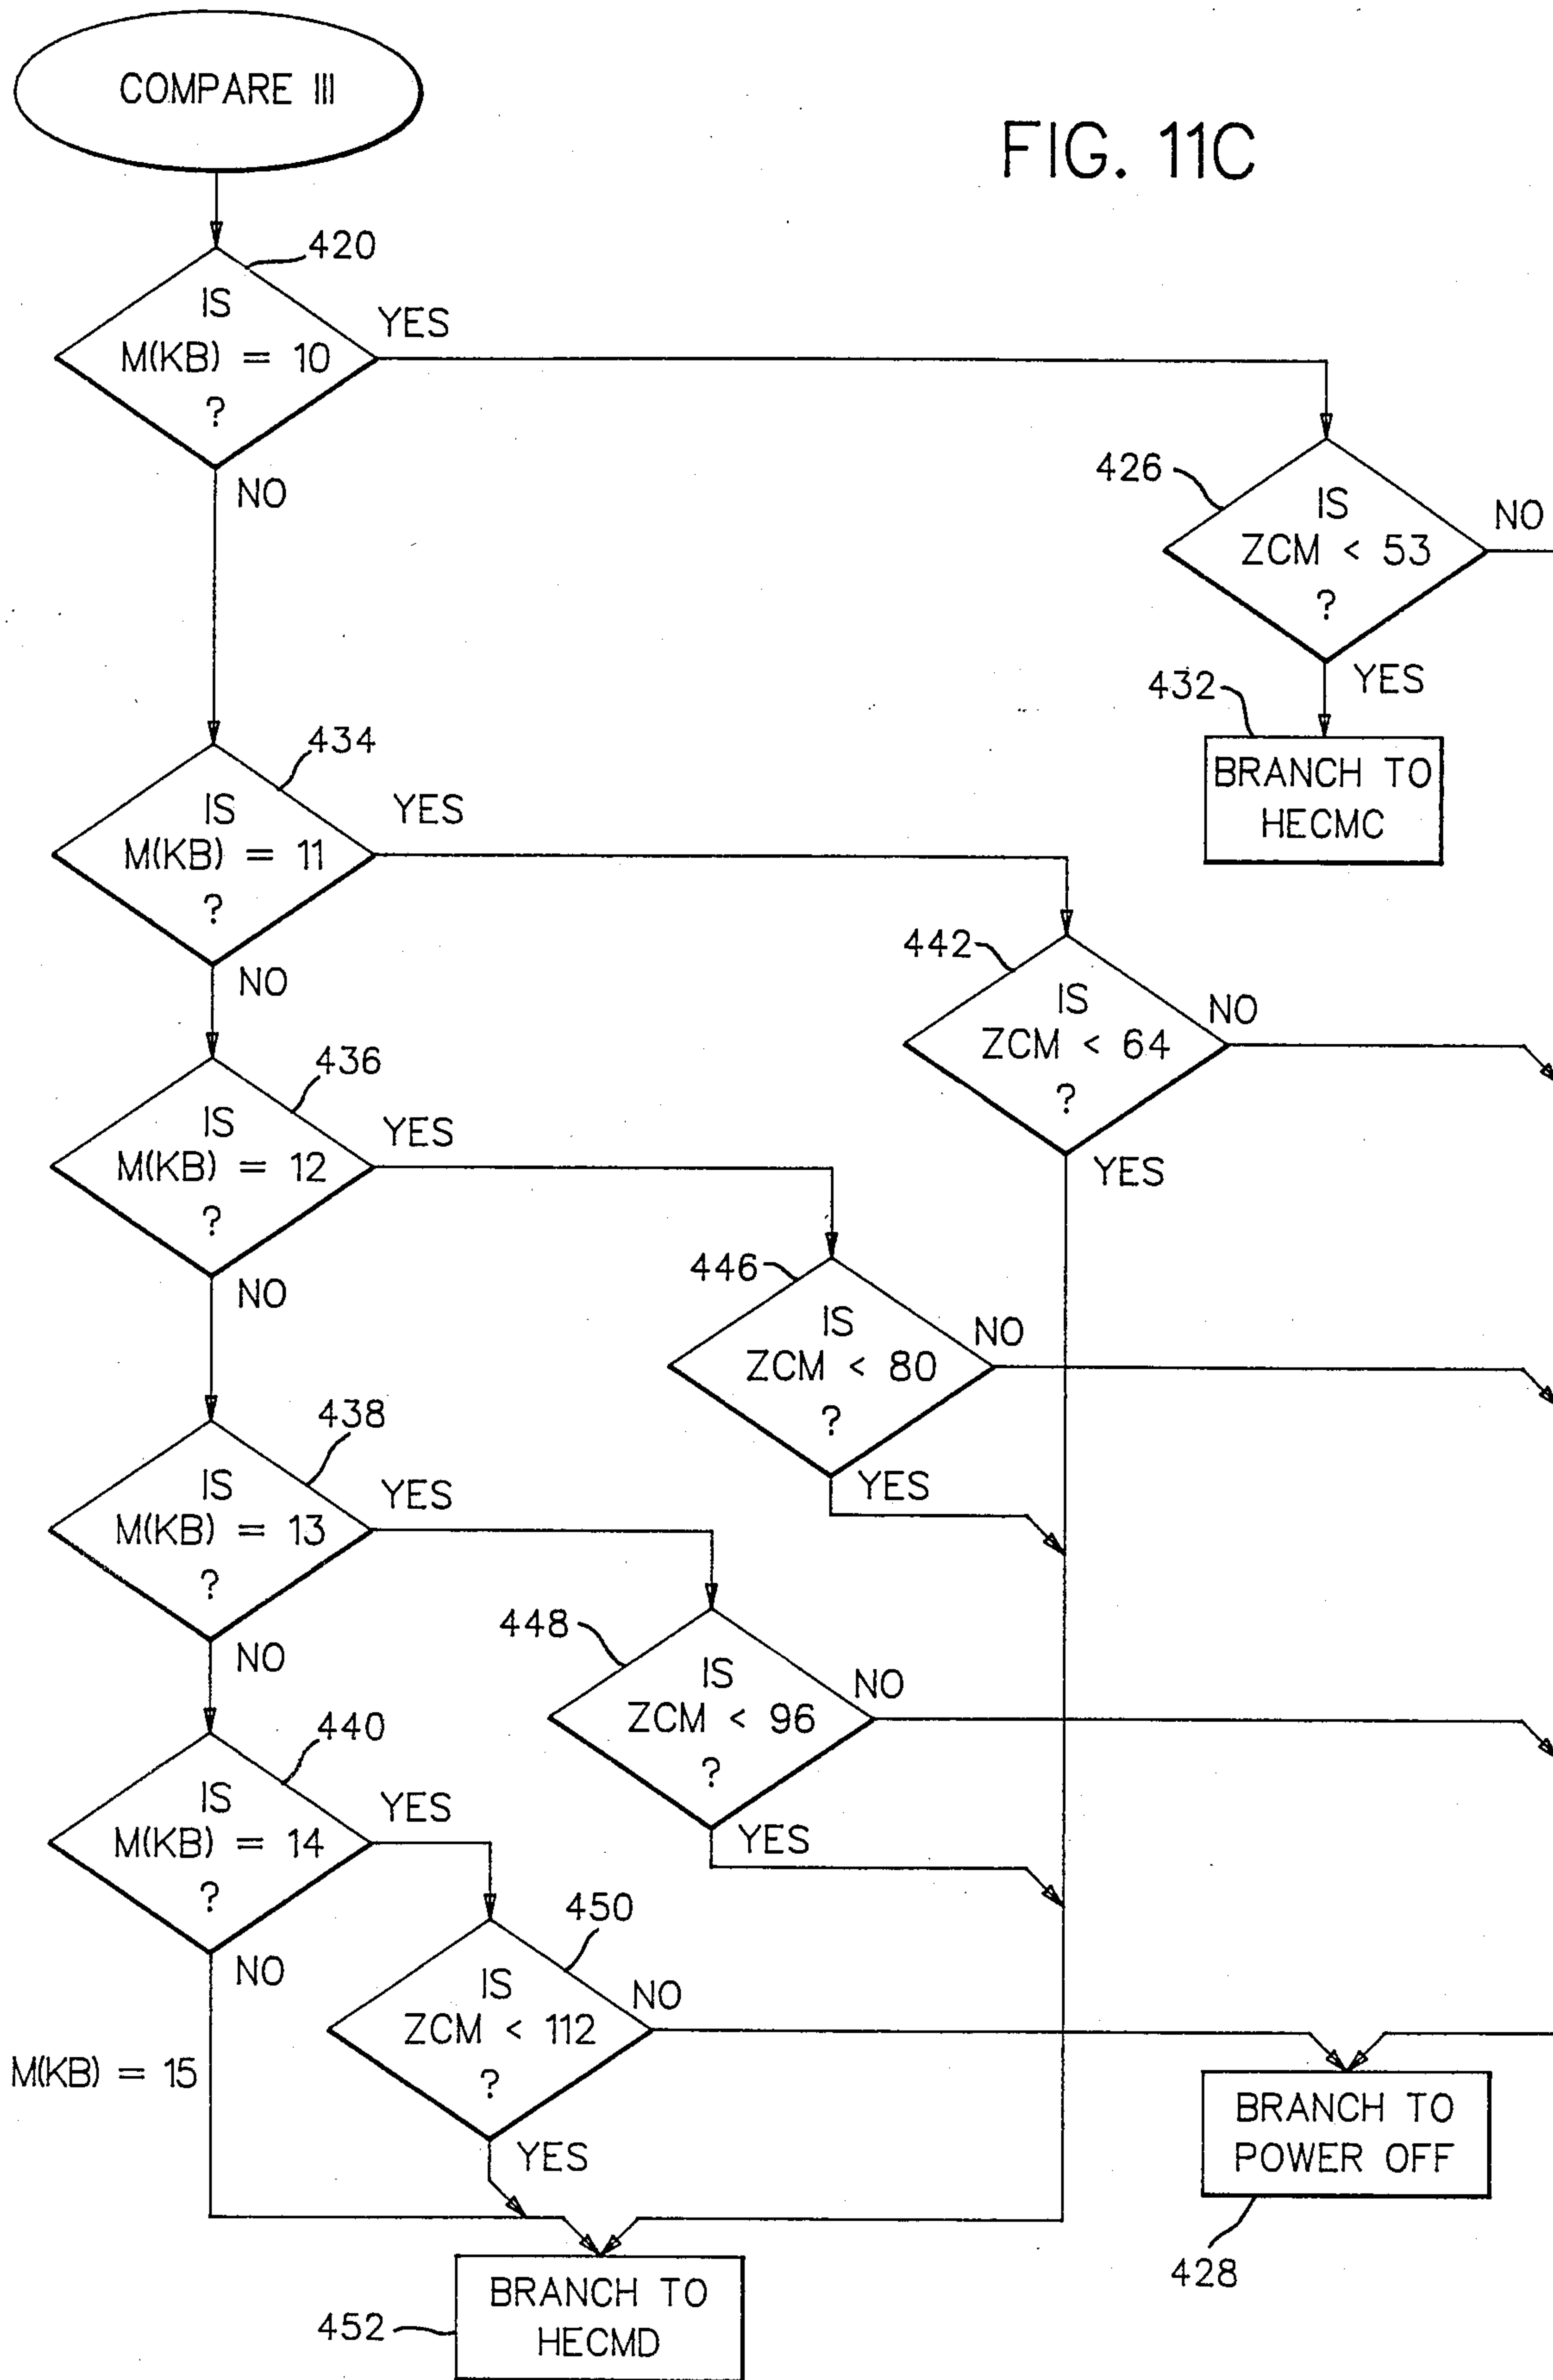 COMPARE III
FIG. 11C
420
IS
M(KB) = 10
?
YES
NO
426
IS
ZCM < 53
?
NO
YES
432
BRANCH TO
HECMC
434
IS
M(KB) = 11
?
YES
NO
442
IS
ZCM < 64
?
NO
YES
436
IS
M(KB) = 12
?
YES
NO
446
IS
ZCM < 80
?
NO
YES
438
IS
M(KB) = 13
?
YES
NO
448
IS
ZCM < 96
?
NO
YES
440
IS
M(KB) = 14
?
YES
NO
M(KB) = 15
450
IS
ZCM < 112
?
NO
YES
BRANCH TO
POWER OFF
428
452
BRANCH TO
HECMD